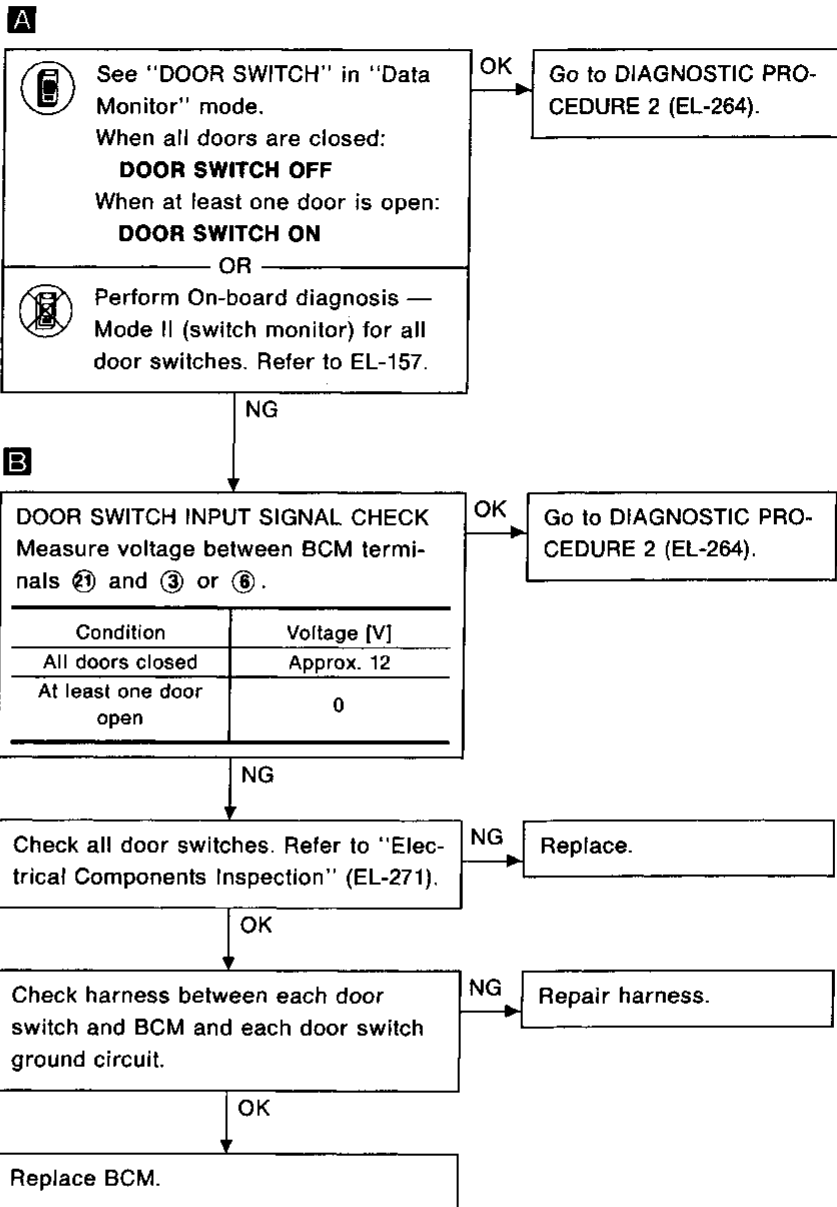 A
See "DOOR SWITCH" in "Data
Monitor" mode.
When all doors are closed:
DOOR SWITCH OFF
When at least one door is open:
DOOR SWITCH ON
OR
Perform On-board diagnosis —
Mode II (switch monitor) for all
door switches. Refer to EL-157.
OK
Go to DIAGNOSTIC PRO-
CEDURE 2 (EL-264).
NG
B
DOOR SWITCH INPUT SIGNAL CHECK
Measure voltage between BCM termi-
nals ㉑ and ③ or ⑥.
Condition Voltage [V]
All doors closed Approx. 12
At least one door
open 0
OK
Go to DIAGNOSTIC PRO-
CEDURE 2 (EL-264).
NG
Check all door switches. Refer to "Elec-
trical Components Inspection" (EL-271).
NG
Replace.
OK
Check harness between each door
switch and BCM and each door switch
ground circuit.
NG
Repair harness.
OK
Replace BCM.